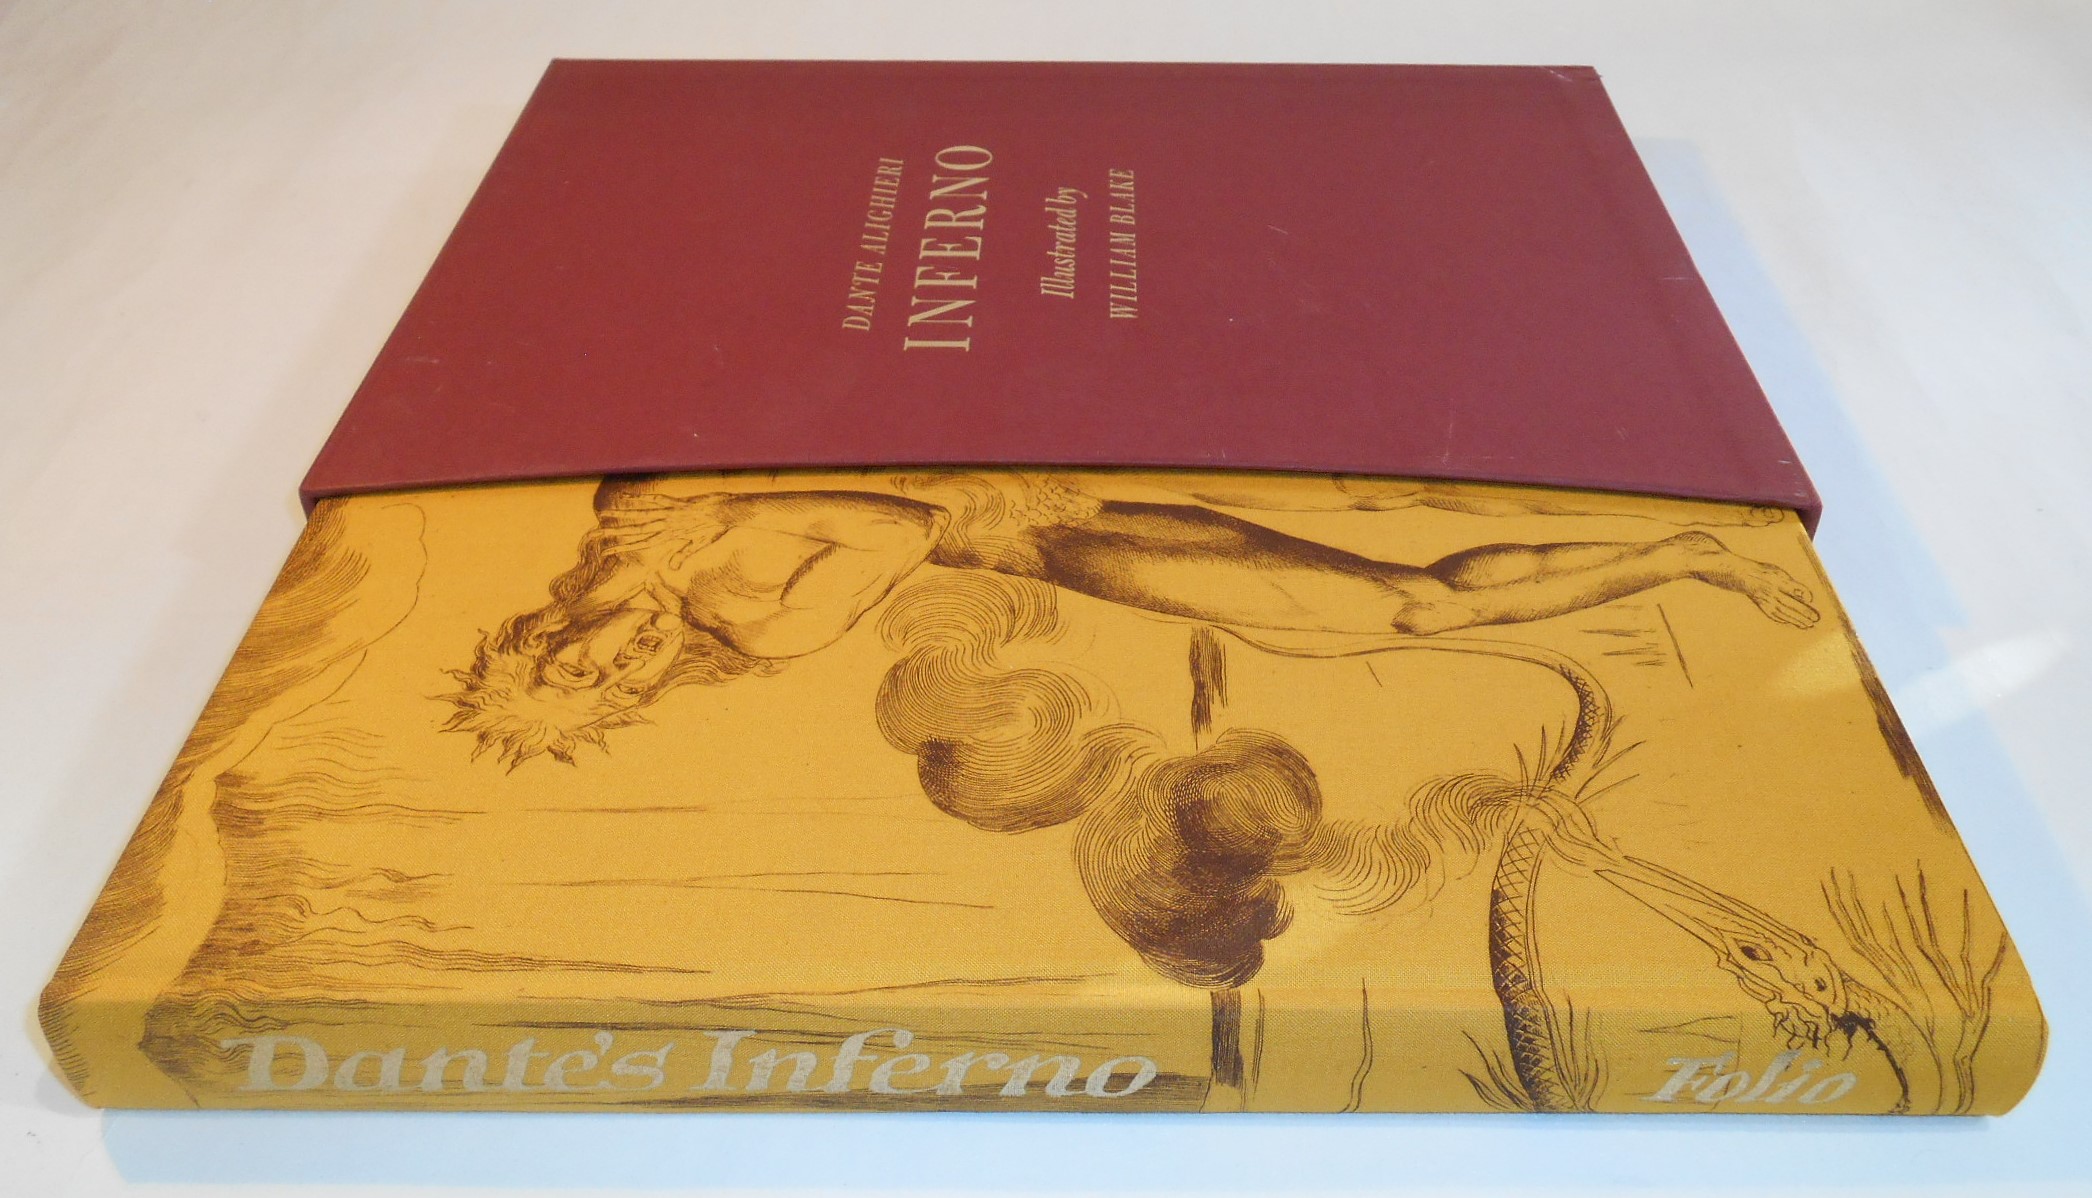 DANTE ALIGHIERI
INFERNO
Illustrated by
WILLIAM BLAKE
Dante's Inferno
Folio